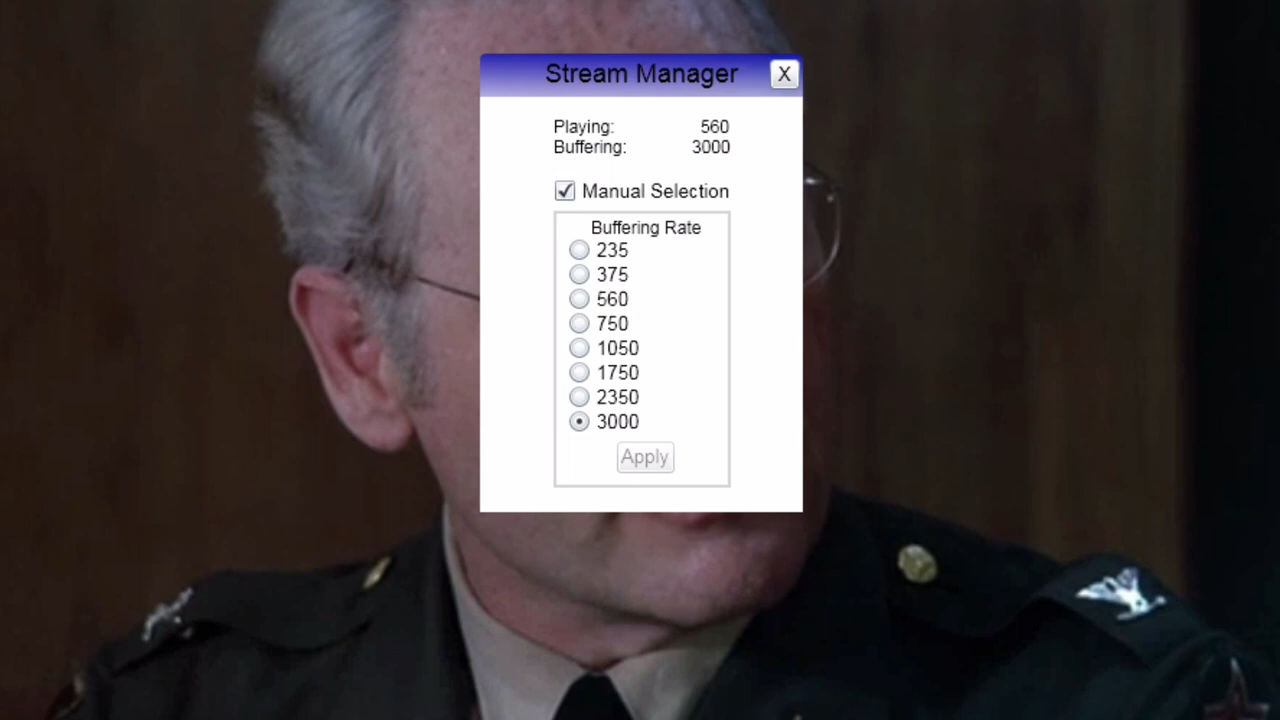 Stream Manager
X
Playing: 560
Buffering: 3000
Manual Selection
Buffering Rate
235
375
560
750
1050
1750
2350
3000
Apply